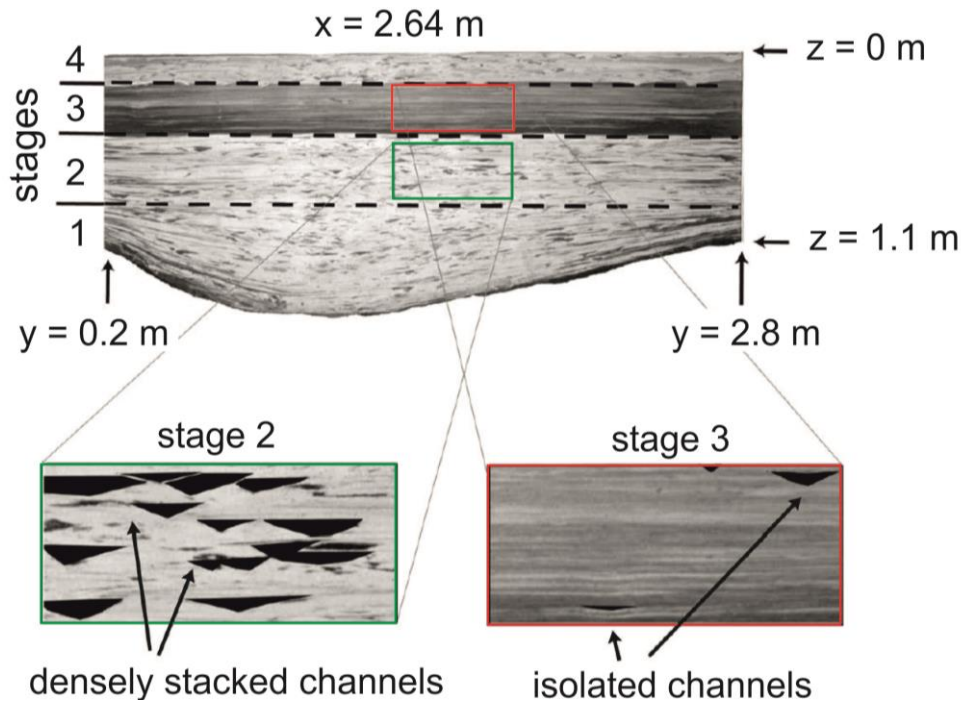 x = 2.64 m
z = 0 m
stages
4
3
2
1
z = 1.1 m
y = 0.2 m
y = 2.8 m
stage 2
stage 3
densely stacked channels
isolated channels